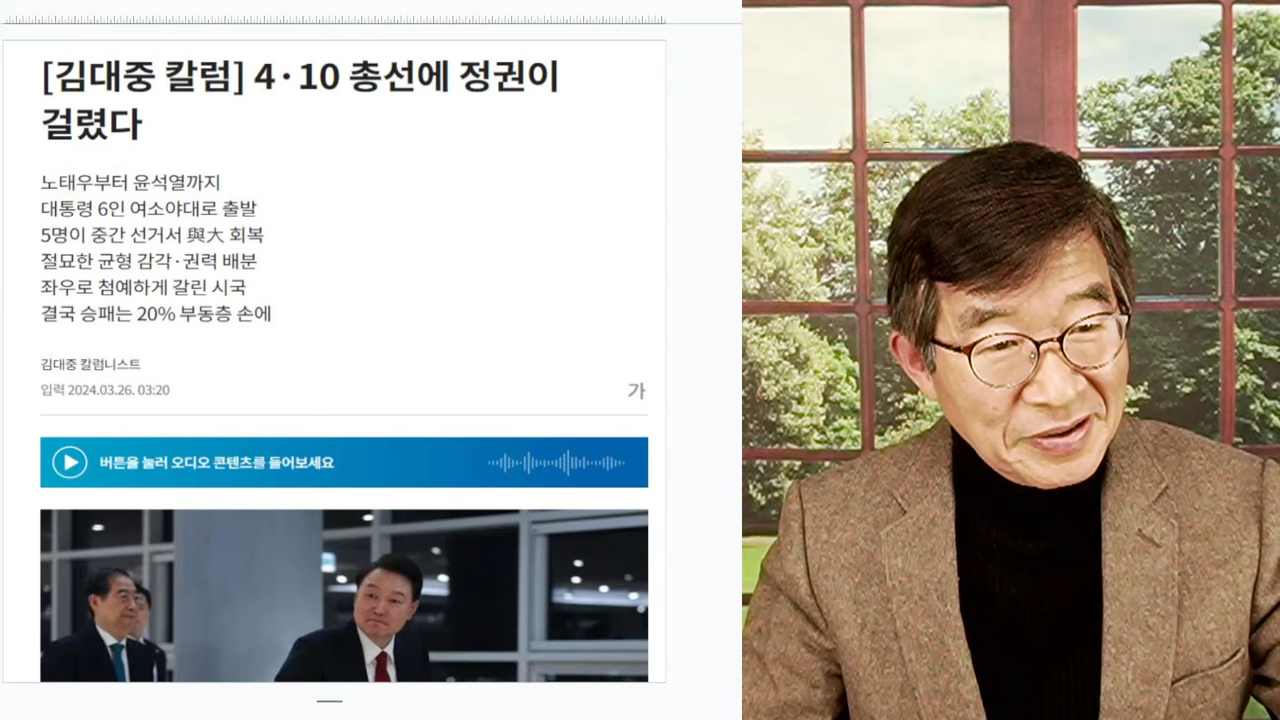 [김대중 칼럼] 4·10 총선에 정권이
걸렸다
노태우부터 윤석열까지
대통령 6인 여소야대로 출발
5명이 중간 선거서 與大 회복
절묘한 균형 감각·권력 배분
좌우로 첨예하게 갈린 시국
결국 승패는 20% 부동층 손에
김대중 칼럼니스트
입력 2024.03.26. 03:20
가
버튼을 눌러 오디오 콘텐츠를 들어보세요